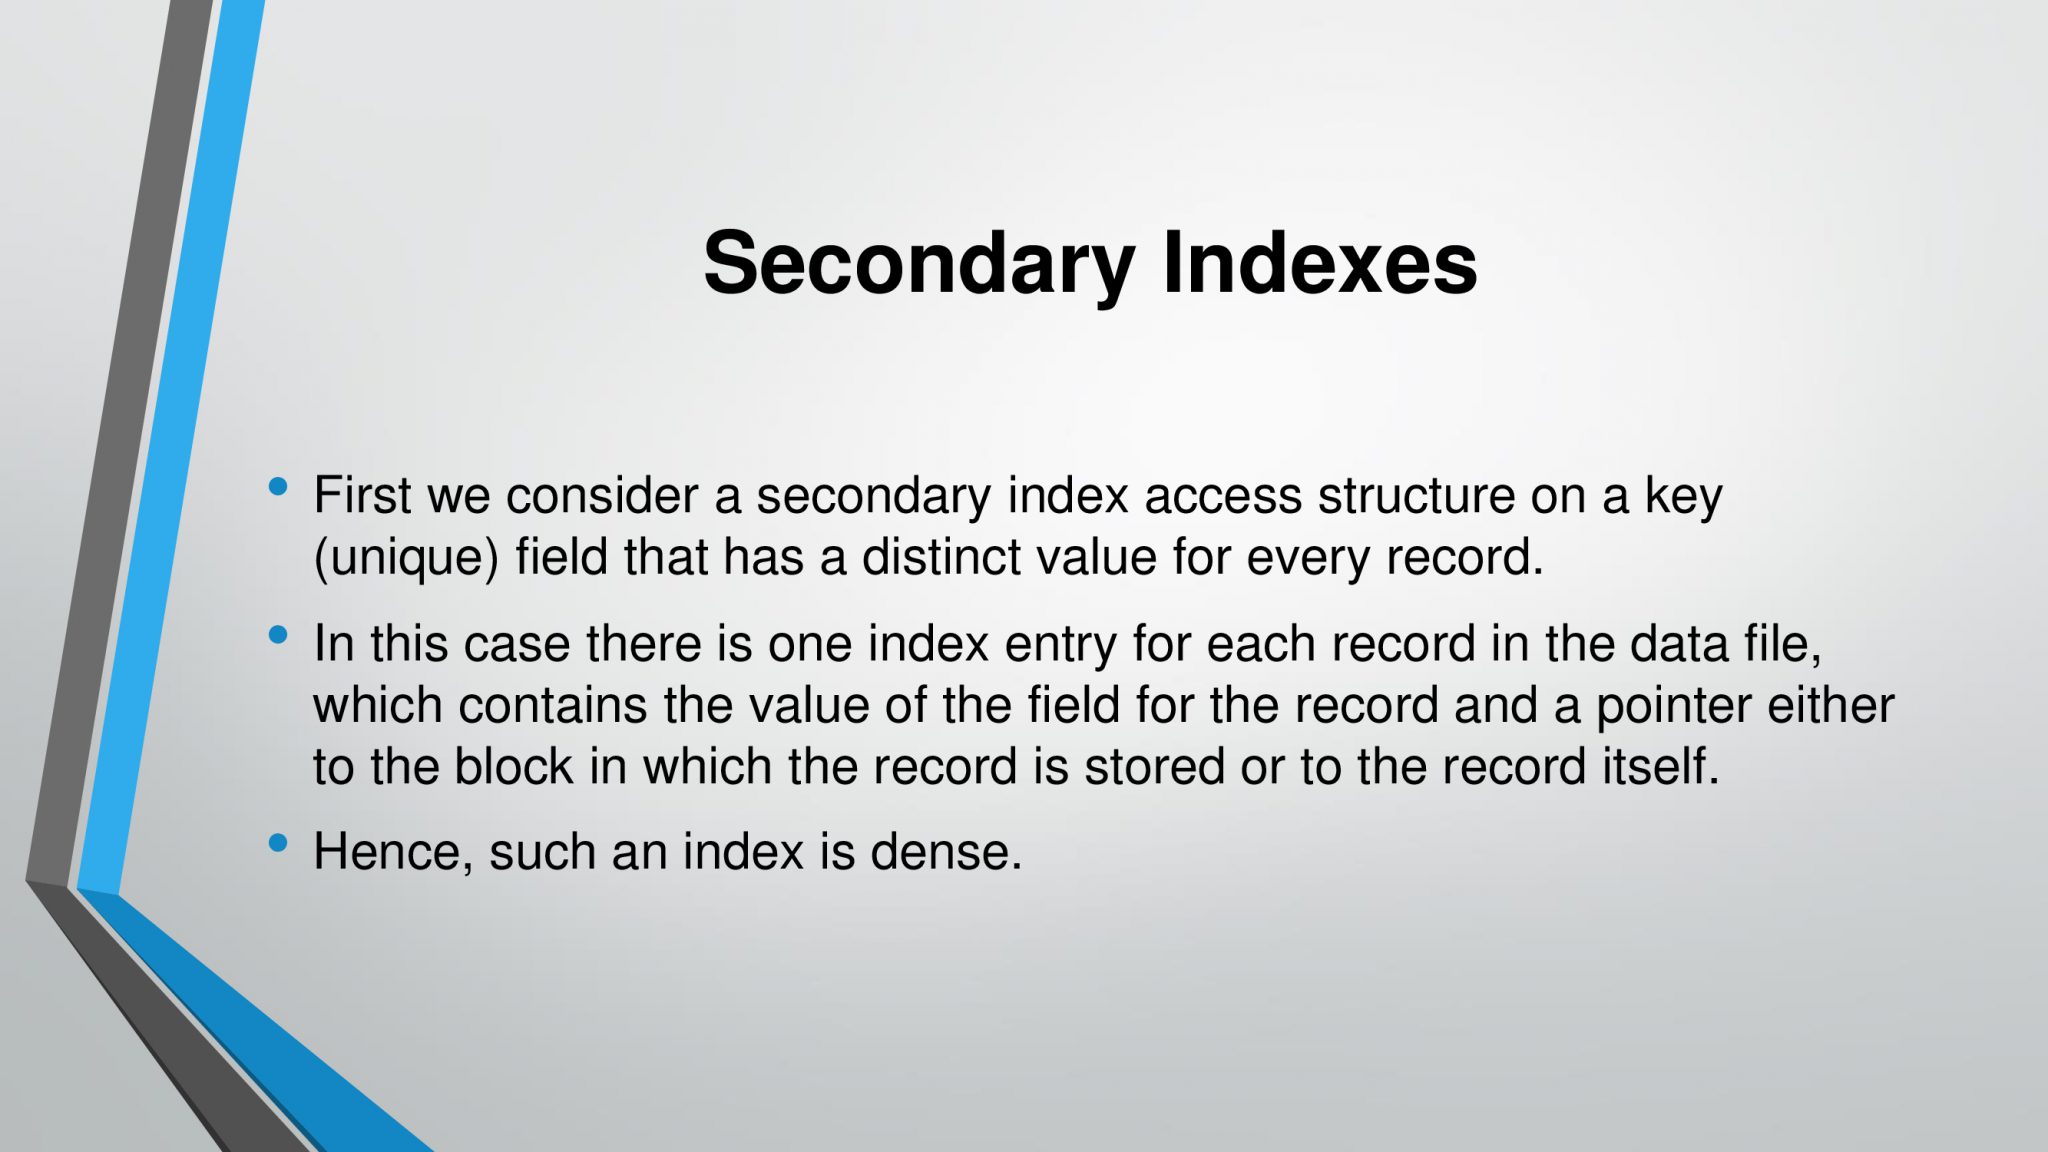 Secondary Indexes
• First we consider a secondary index access structure on a key
(unique) field that has a distinct value for every record.
• In this case there is one index entry for each record in the data file,
which contains the value of the field for the record and a pointer either
to the block in which the record is stored or to the record itself.
• Hence, such an index is dense.